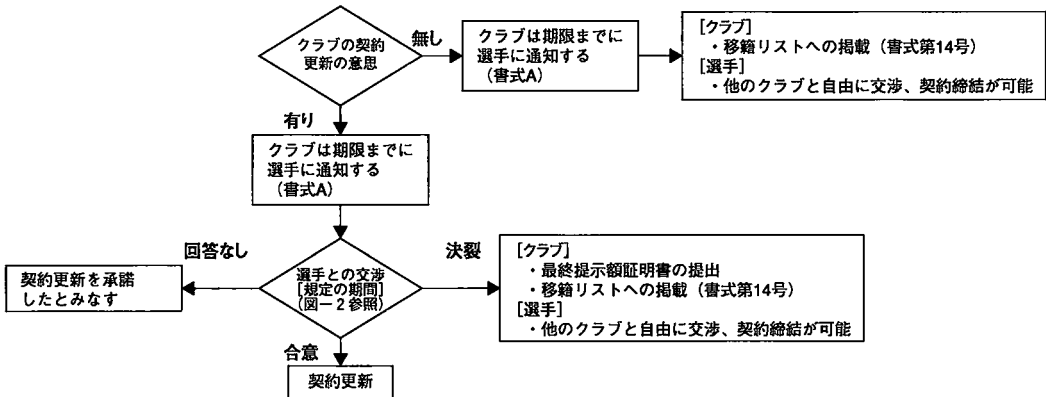 クラブの契約
更新の意思
無し
クラブは期限までに
選手に通知する
(書式A)
[クラブ]
・移籍リストへの掲載(書式第14号)
[選手]
・他のクラブと自由に交渉、契約締結が可能
有り
クラブは期限までに
選手に通知する
(書式A)
回答なし
契約更新を承諾
したとみなす
選手との交渉
[規定の期間]
(図ー2参照)
決裂
[クラブ]
・最終提示額証明書の提出
・移籍リストへの掲載(書式第14号)
[選手]
・他のクラブと自由に交渉、契約締結が可能
合意
契約更新